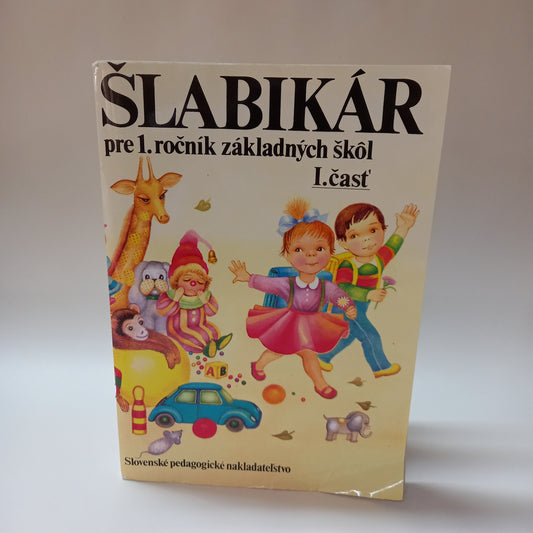 ŠLABIKÁR
pre 1. ročník základných škôl
I. časť
A B
Slovenské pedagogické nakladateľstvo